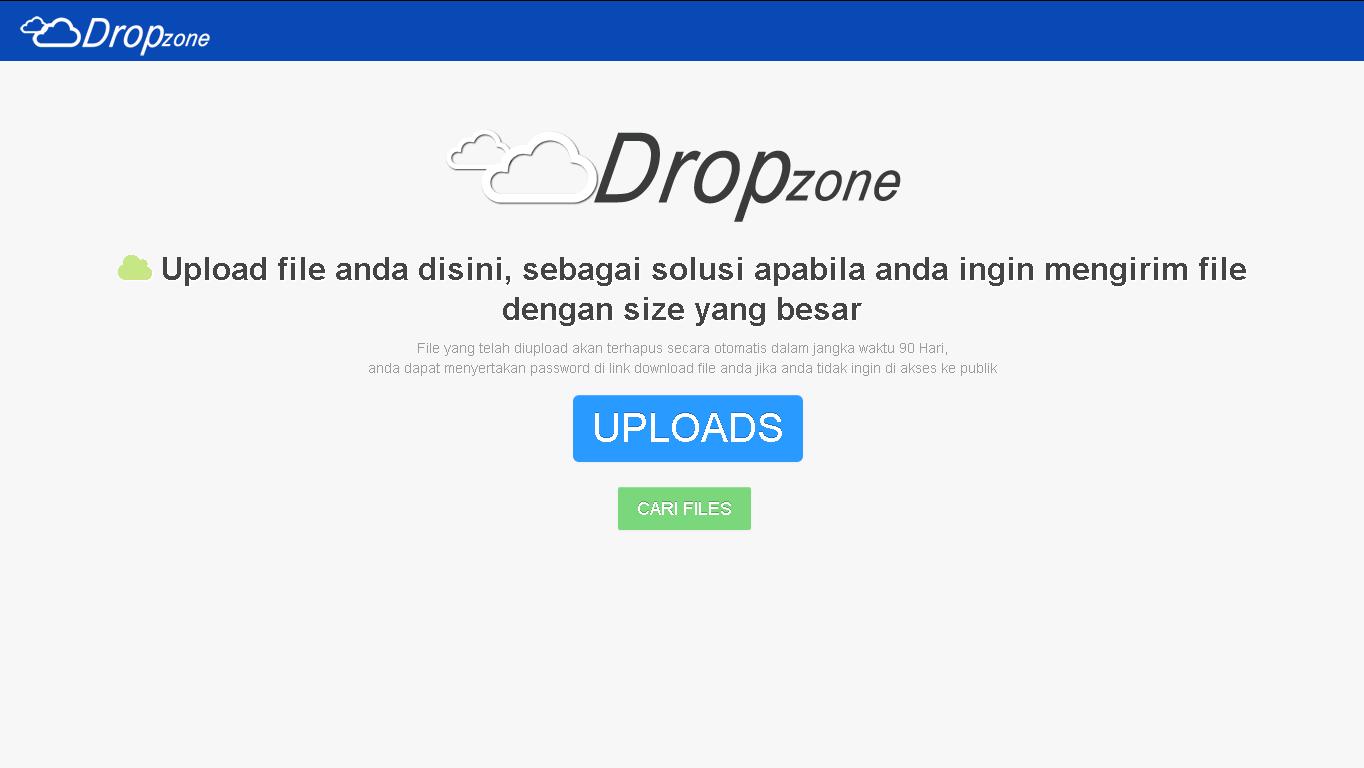 Dropzone
Dropzone
Upload file anda disini, sebagai solusi apabila anda ingin mengirim file
dengan size yang besar
File yang telah diupload akan terhapus secara otomatis dalam jangka waktu 90 Hari,
anda dapat menyertakan password di link download file anda jika anda tidak ingin di akses ke publik
UPLOADS
CARI FILES